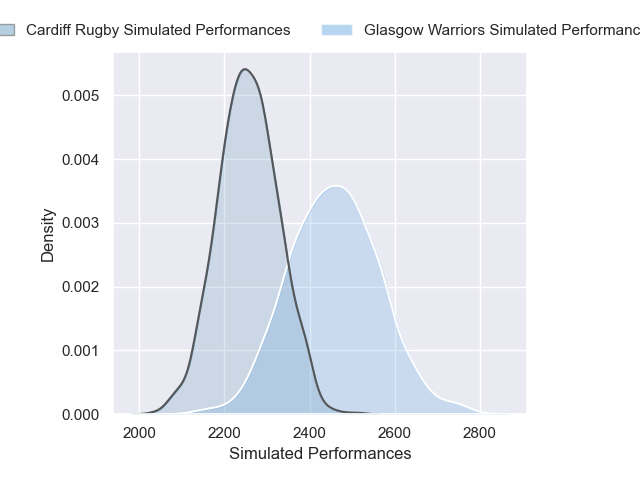 Cardiff Rugby Simulated Performances
Glasgow Warriors Simulated Performanc
0.005
0.004
0.003
0.002
0.001
0.000
Density
2000 2200 2400 2600 2800
Simulated Performances